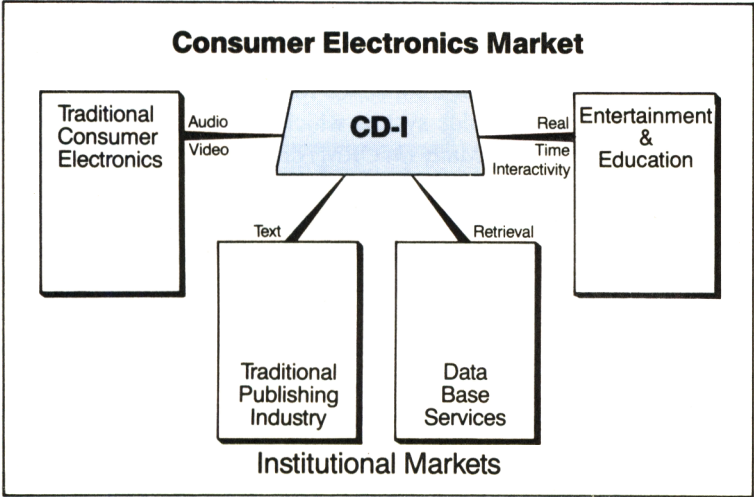 Consumer Electronics Market
Traditional
Consumer
Electronics
Audio
Video
CD-I
Real
Time
Interactivity
Entertainment
&
Education
Text
Retrieval
Traditional
Publishing
Industry
Data
Base
Services
Institutional Markets